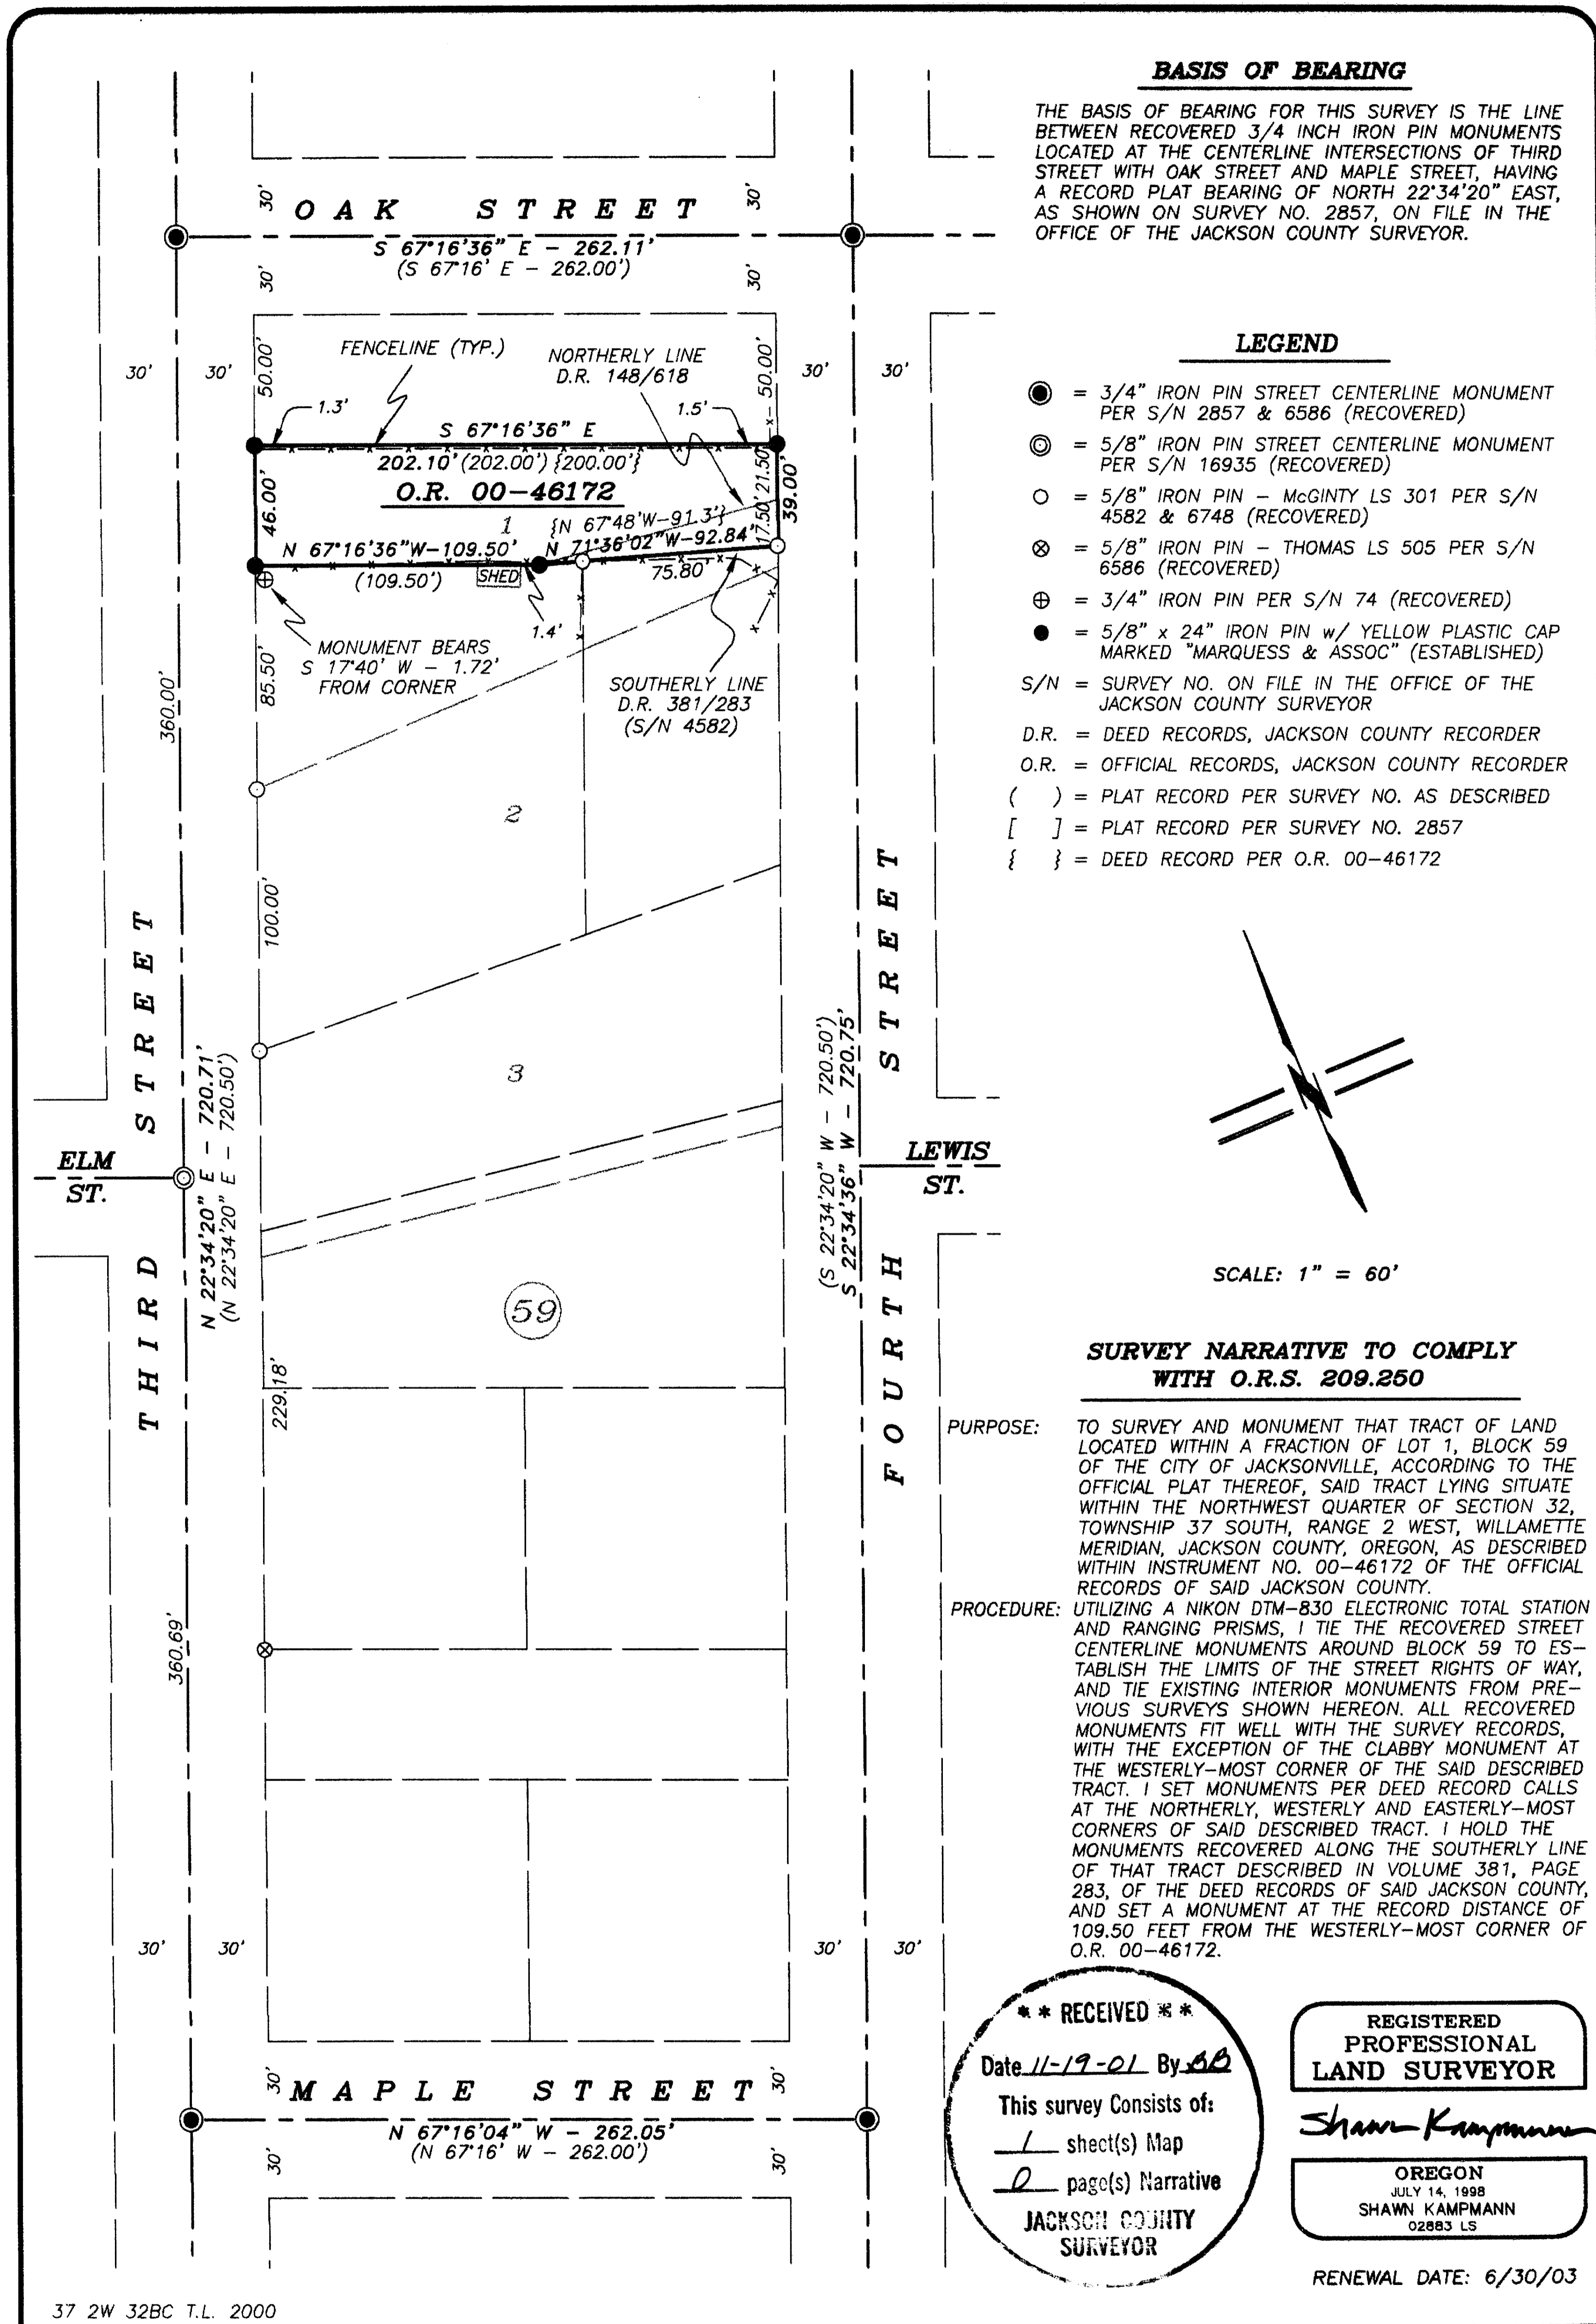 BASIS OF BEARING
THE BASIS OF BEARING FOR THIS SURVEY IS THE LINE
BETWEEN RECOVERED 3/4 INCH IRON PIN MONUMENTS
LOCATED AT THE CENTERLINE INTERSECTIONS OF THIRD
STREET WITH OAK STREET AND MAPLE STREET, HAVING
A RECORD PLAT BEARING OF NORTH 22°34'20" EAST,
AS SHOWN ON SURVEY NO. 2857, ON FILE IN THE
OFFICE OF THE JACKSON COUNTY SURVEYOR.
30' OAK STREET 30'
S 67°16'36" E - 262.11'
(S 67°16' E - 262.00')
30' 30'
30' 30' 50.00'
FENCELINE (TYP.)
NORTHERLY LINE
D.R. 148/618
50.00' 30' 30'
1.3' 1.5'
S 67°16'36" E
202.10' (202.00') {200.00'}
O.R. 00-46172
46.00'
1
21.50'
39.00'
17.50'
{N 67°48'W-91.3'}
N 67°16'36"W-109.50'
N 71°36'02"W-92.84'
(109.50')
SHED
75.80'
1.4'
MONUMENT BEARS
S 17°40' W - 1.72'
FROM CORNER
SOUTHERLY LINE
D.R. 381/283
(S/N 4582)
85.50'
360.00'
2
100.00'
3
THIRD STREET
N 22°34'20" E - 720.71'
(N 22°34'20" E - 720.50')
(S 22°34'20" W - 720.50')
S 22°34'36" W - 720.75'
FOURTH STREET
ELM
ST.
LEWIS
ST.
59
229.18'
360.69'
30' 30' 30' 30'
30' MAPLE STREET 30'
N 67°16'04" W - 262.05'
(N 67°16' W - 262.00')
30' 30'
LEGEND
= 3/4" IRON PIN STREET CENTERLINE MONUMENT
PER S/N 2857 & 6586 (RECOVERED)
= 5/8" IRON PIN STREET CENTERLINE MONUMENT
PER S/N 16935 (RECOVERED)
= 5/8" IRON PIN - McGINTY LS 301 PER S/N
4582 & 6748 (RECOVERED)
= 5/8" IRON PIN - THOMAS LS 505 PER S/N
6586 (RECOVERED)
= 3/4" IRON PIN PER S/N 74 (RECOVERED)
= 5/8" x 24" IRON PIN w/ YELLOW PLASTIC CAP
MARKED "MARQUESS & ASSOC" (ESTABLISHED)
S/N = SURVEY NO. ON FILE IN THE OFFICE OF THE
JACKSON COUNTY SURVEYOR
D.R. = DEED RECORDS, JACKSON COUNTY RECORDER
O.R. = OFFICIAL RECORDS, JACKSON COUNTY RECORDER
( ) = PLAT RECORD PER SURVEY NO. AS DESCRIBED
[ ] = PLAT RECORD PER SURVEY NO. 2857
{ } = DEED RECORD PER O.R. 00-46172
SCALE: 1" = 60'
SURVEY NARRATIVE TO COMPLY
WITH O.R.S. 209.250
PURPOSE: TO SURVEY AND MONUMENT THAT TRACT OF LAND
LOCATED WITHIN A FRACTION OF LOT 1, BLOCK 59
OF THE CITY OF JACKSONVILLE, ACCORDING TO THE
OFFICIAL PLAT THEREOF, SAID TRACT LYING SITUATE
WITHIN THE NORTHWEST QUARTER OF SECTION 32,
TOWNSHIP 37 SOUTH, RANGE 2 WEST, WILLAMETTE
MERIDIAN, JACKSON COUNTY, OREGON, AS DESCRIBED
WITHIN INSTRUMENT NO. 00-46172 OF THE OFFICIAL
RECORDS OF SAID JACKSON COUNTY.
PROCEDURE: UTILIZING A NIKON DTM-830 ELECTRONIC TOTAL STATION
AND RANGING PRISMS, I TIE THE RECOVERED STREET
CENTERLINE MONUMENTS AROUND BLOCK 59 TO ES-
TABLISH THE LIMITS OF THE STREET RIGHTS OF WAY,
AND TIE EXISTING INTERIOR MONUMENTS FROM PRE-
VIOUS SURVEYS SHOWN HEREON. ALL RECOVERED
MONUMENTS FIT WELL WITH THE SURVEY RECORDS,
WITH THE EXCEPTION OF THE CLABBY MONUMENT AT
THE WESTERLY-MOST CORNER OF THE SAID DESCRIBED
TRACT. I SET MONUMENTS PER DEED RECORD CALLS
AT THE NORTHERLY, WESTERLY AND EASTERLY-MOST
CORNERS OF SAID DESCRIBED TRACT. I HOLD THE
MONUMENTS RECOVERED ALONG THE SOUTHERLY LINE
OF THAT TRACT DESCRIBED IN VOLUME 381, PAGE
283, OF THE DEED RECORDS OF SAID JACKSON COUNTY,
AND SET A MONUMENT AT THE RECORD DISTANCE OF
109.50 FEET FROM THE WESTERLY-MOST CORNER OF
O.R. 00-46172.
* * RECEIVED * *
Date 11-19-01 By BB
This survey Consists of:
1 sheet(s) Map
0 page(s) Narrative
JACKSON COUNTY
SURVEYOR
REGISTERED
PROFESSIONAL
LAND SURVEYOR
Shawn Kampmann
OREGON
JULY 14, 1998
SHAWN KAMPMANN
02883 LS
RENEWAL DATE: 6/30/03
37 2W 32BC T.L. 2000